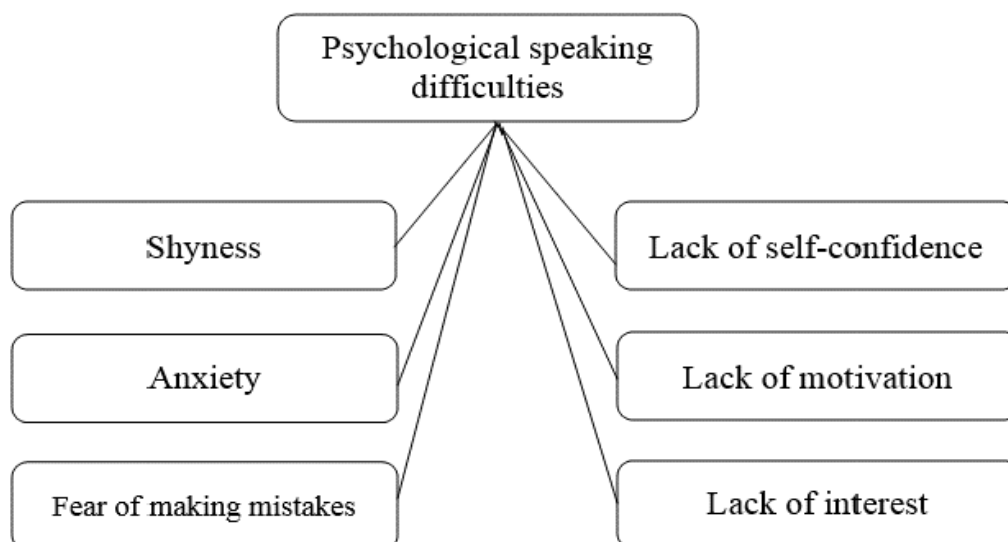 Psychological speaking
difficulties
Shyness
Lack of self-confidence
Anxiety
Lack of motivation
Fear of making mistakes
Lack of interest